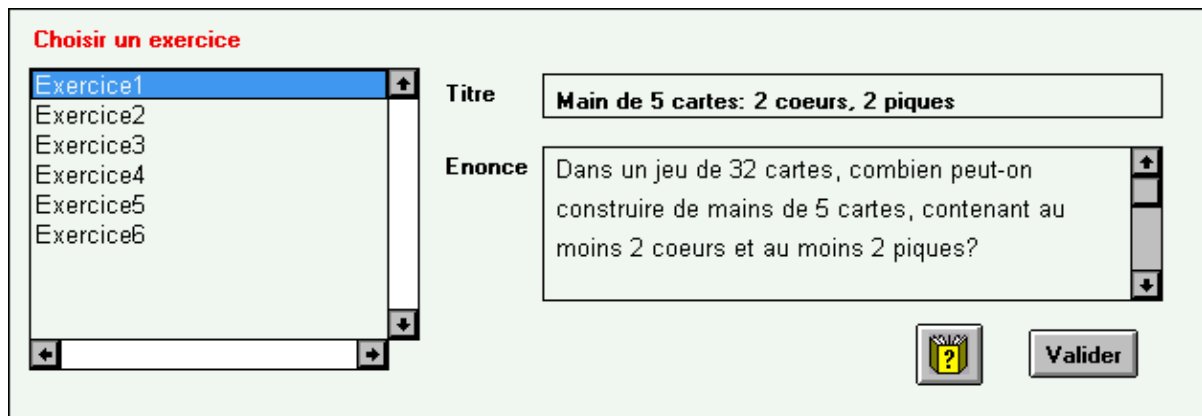 Choisir un exercice
Exercice1
Exercice2
Exercice3
Exercice4
Exercice5
Exercice6
Titre
Main de 5 cartes: 2 coeurs, 2 piques
Enonce
Dans un jeu de 32 cartes, combien peut-on
construire de mains de 5 cartes, contenant au
moins 2 coeurs et au moins 2 piques?
?
Valider